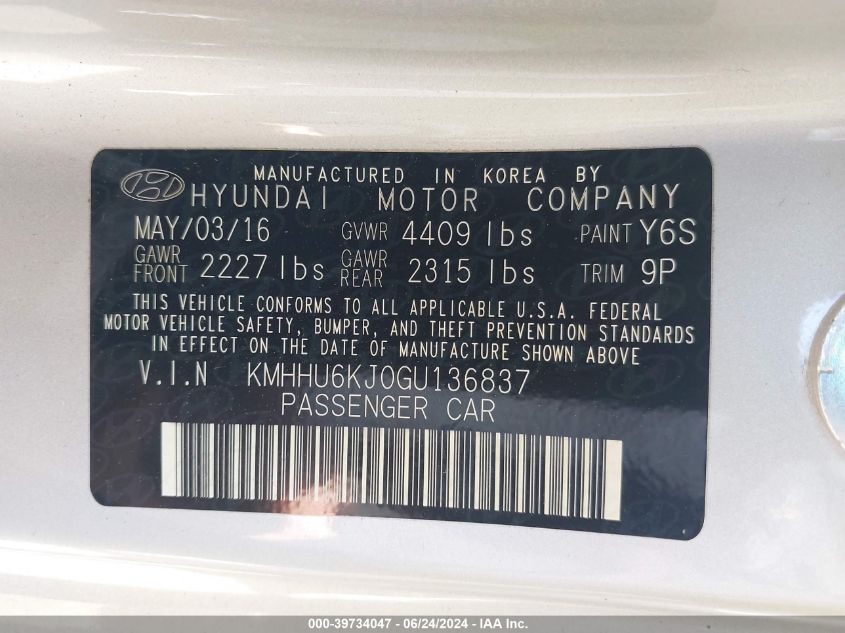 MANUFACTURED IN KOREA BY
HYUNDAI MOTOR COMPANY
MAY/03/16 GVWR 4409 lbs PAINT Y6S
GAWR FRONT 2227 lbs GAWR REAR 2315 lbs TRIM 9P
THIS VEHICLE CONFORMS TO ALL APPLICABLE U.S.A. FEDERAL
MOTOR VEHICLE SAFETY, BUMPER, AND THEFT PREVENTION STANDARDS
IN EFFECT ON THE DATE OF MANUFACTURE SHOWN ABOVE
V.I.N KMHHU6KJ0GU136837
PASSENGER CAR
000-39734047 - 06/24/2024 - IAA Inc.